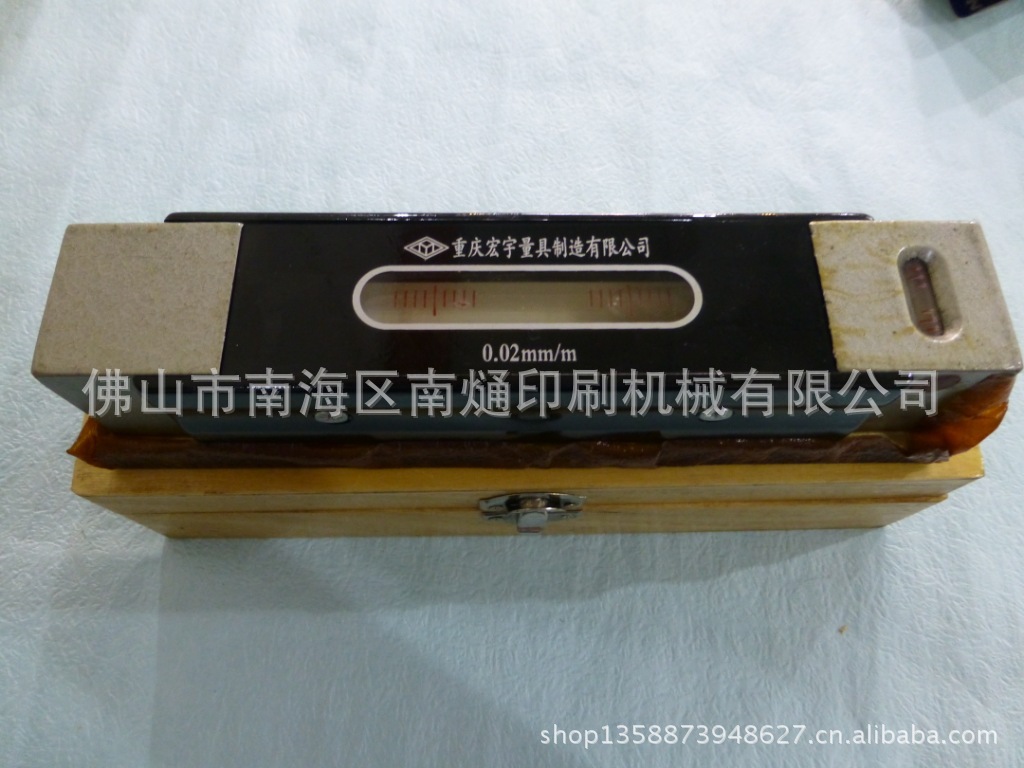 重庆宏宇量具制造有限公司
0.02mm/m
佛山市南海区南熥印刷机械有限公司
shop13588873948627.cn.alibaba.com